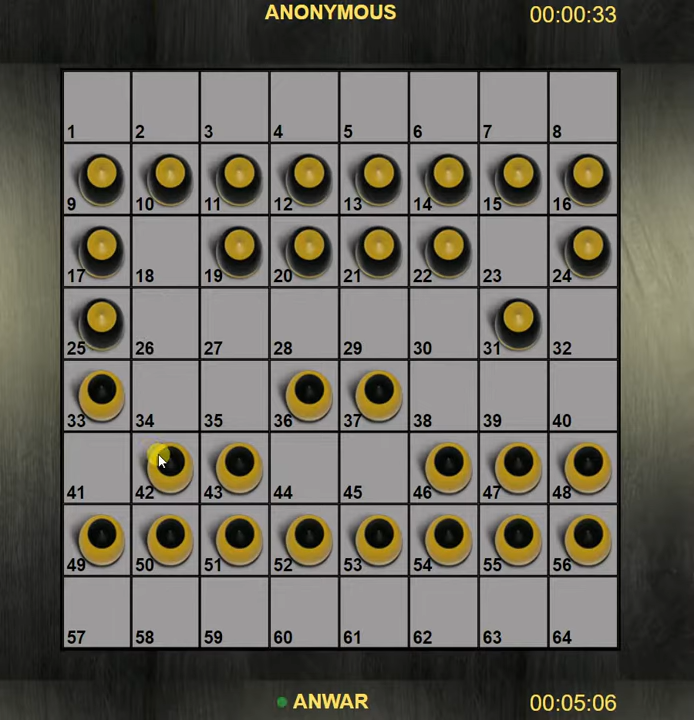 ANONYMOUS 00:00:33
1 2 3 4 5 6 7 8
9 10 11 12 13 14 15 16
17 18 19 20 21 22 23 24
25 26 27 28 29 30 31 32
33 34 35 36 37 38 39 40
41 42 43 44 45 46 47 48
49 50 51 52 53 54 55 56
57 58 59 60 61 62 63 64
ANWAR 00:05:06